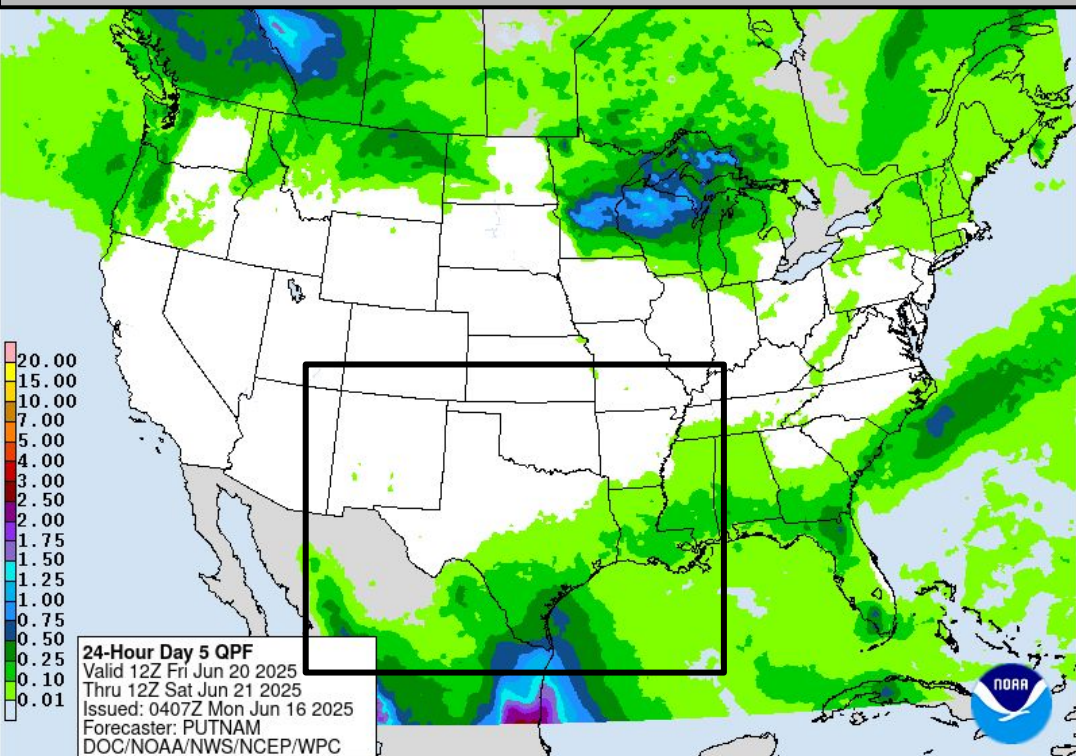 20.00
15.00
10.00
7.00
5.00
4.00
3.00
2.50
2.00
1.75
1.50
1.25
1.00
0.75
0.50
0.25
0.10
0.01
24-Hour Day 5 QPF
Valid 12Z Fri Jun 20 2025
Thru 12Z Sat Jun 21 2025
Issued: 0407Z Mon Jun 16 2025
Forecaster: PUTNAM
DOC/NOAA/NWS/NCEP/WPC
NOAA